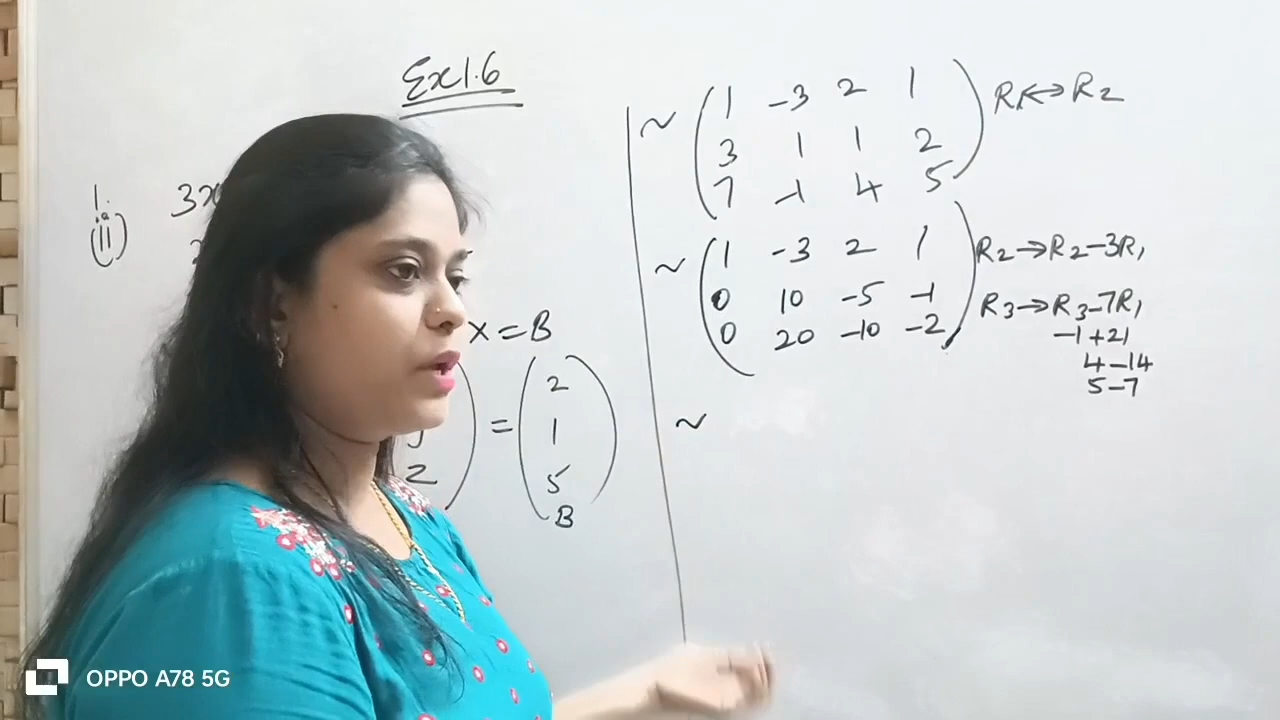 Ex 1.6
1.
(ii) 3x
X = B
= ( 2
1
z 5 )
B
~ ( 1 -3 2 1 ) R1 ↔ R2
3 1 1 2
7 -1 4 5
~ ( 1 -3 2 1 ) R2 → R2 - 3R1
0 10 -5 -1 R3 → R3 - 7R1
0 20 -10 -2
-1 + 21
4 - 14
5 - 7
~
OPPO A78 5G